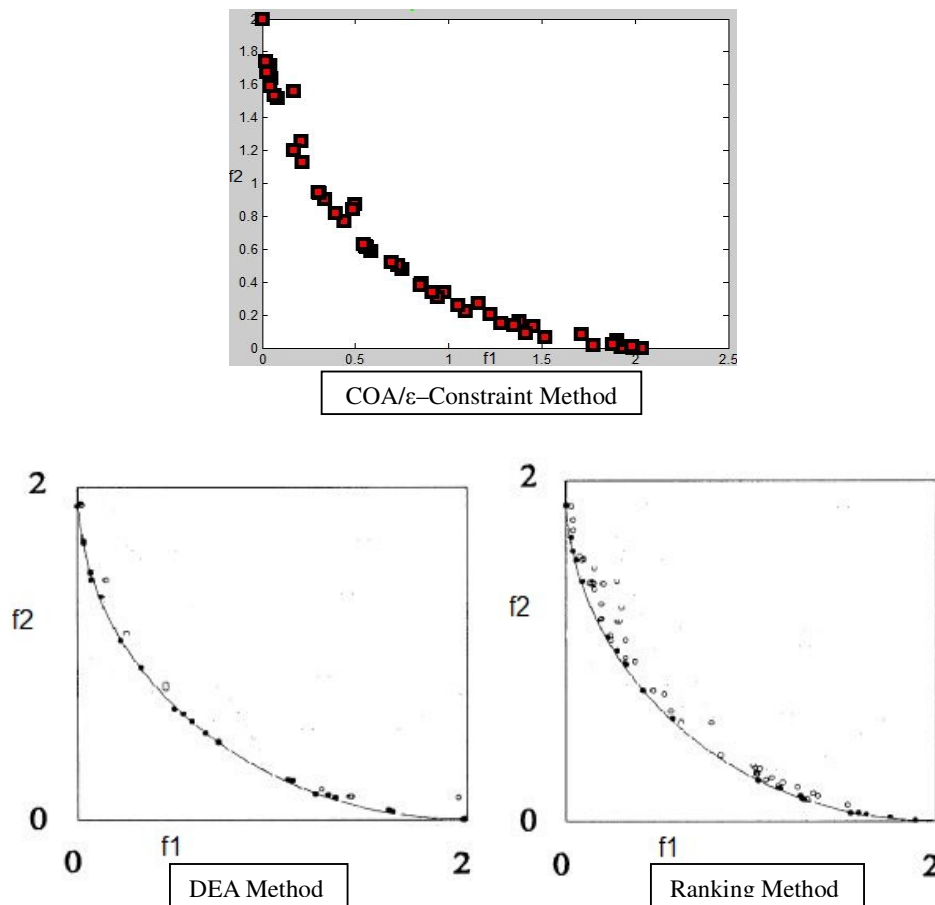 2
1.8
1.6
1.4
1.2
1
0.8
0.6
0.4
0.2
0
f2
0 0.5 1 1.5 2 2.5
f1
COA/ε–Constraint Method
2
f2
0
0 f1 2
DEA Method
2
f2
0
0 f1 2
Ranking Method